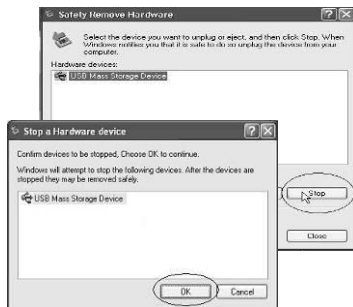 Safely Remove Hardware
Select the device you want to unplug or eject, and then click Stop. When
Windows notifies you that it is safe to do so unplug the device from your
computer.
Hardware devices:
USB Mass Storage Device
Stop
Close
Stop a Hardware device
Confirm devices to be stopped, Choose OK to continue.
Windows will attempt to stop the following devices. After the devices are
stopped they may be removed safely.
USB Mass Storage Device
OK
Cancel